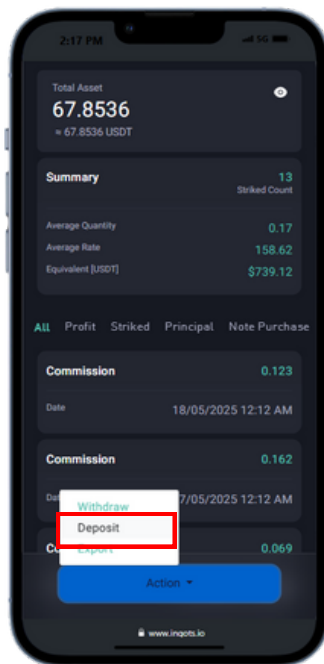 2:17 PM 5G
Total Asset
67.8536
≈ 67.8536 USDT
Summary 13
Striked Count
Average Quantity 0.17
Average Rate 158.62
Equivalent [USDT] $739.12
All Profit Striked Principal Note Purchase
Commission 0.123
Date 18/05/2025 12:12 AM
Commission 0.162
7/05/2025 12:12 AM
Withdraw
Deposit
Export
0.069
Action
www.ingots.io